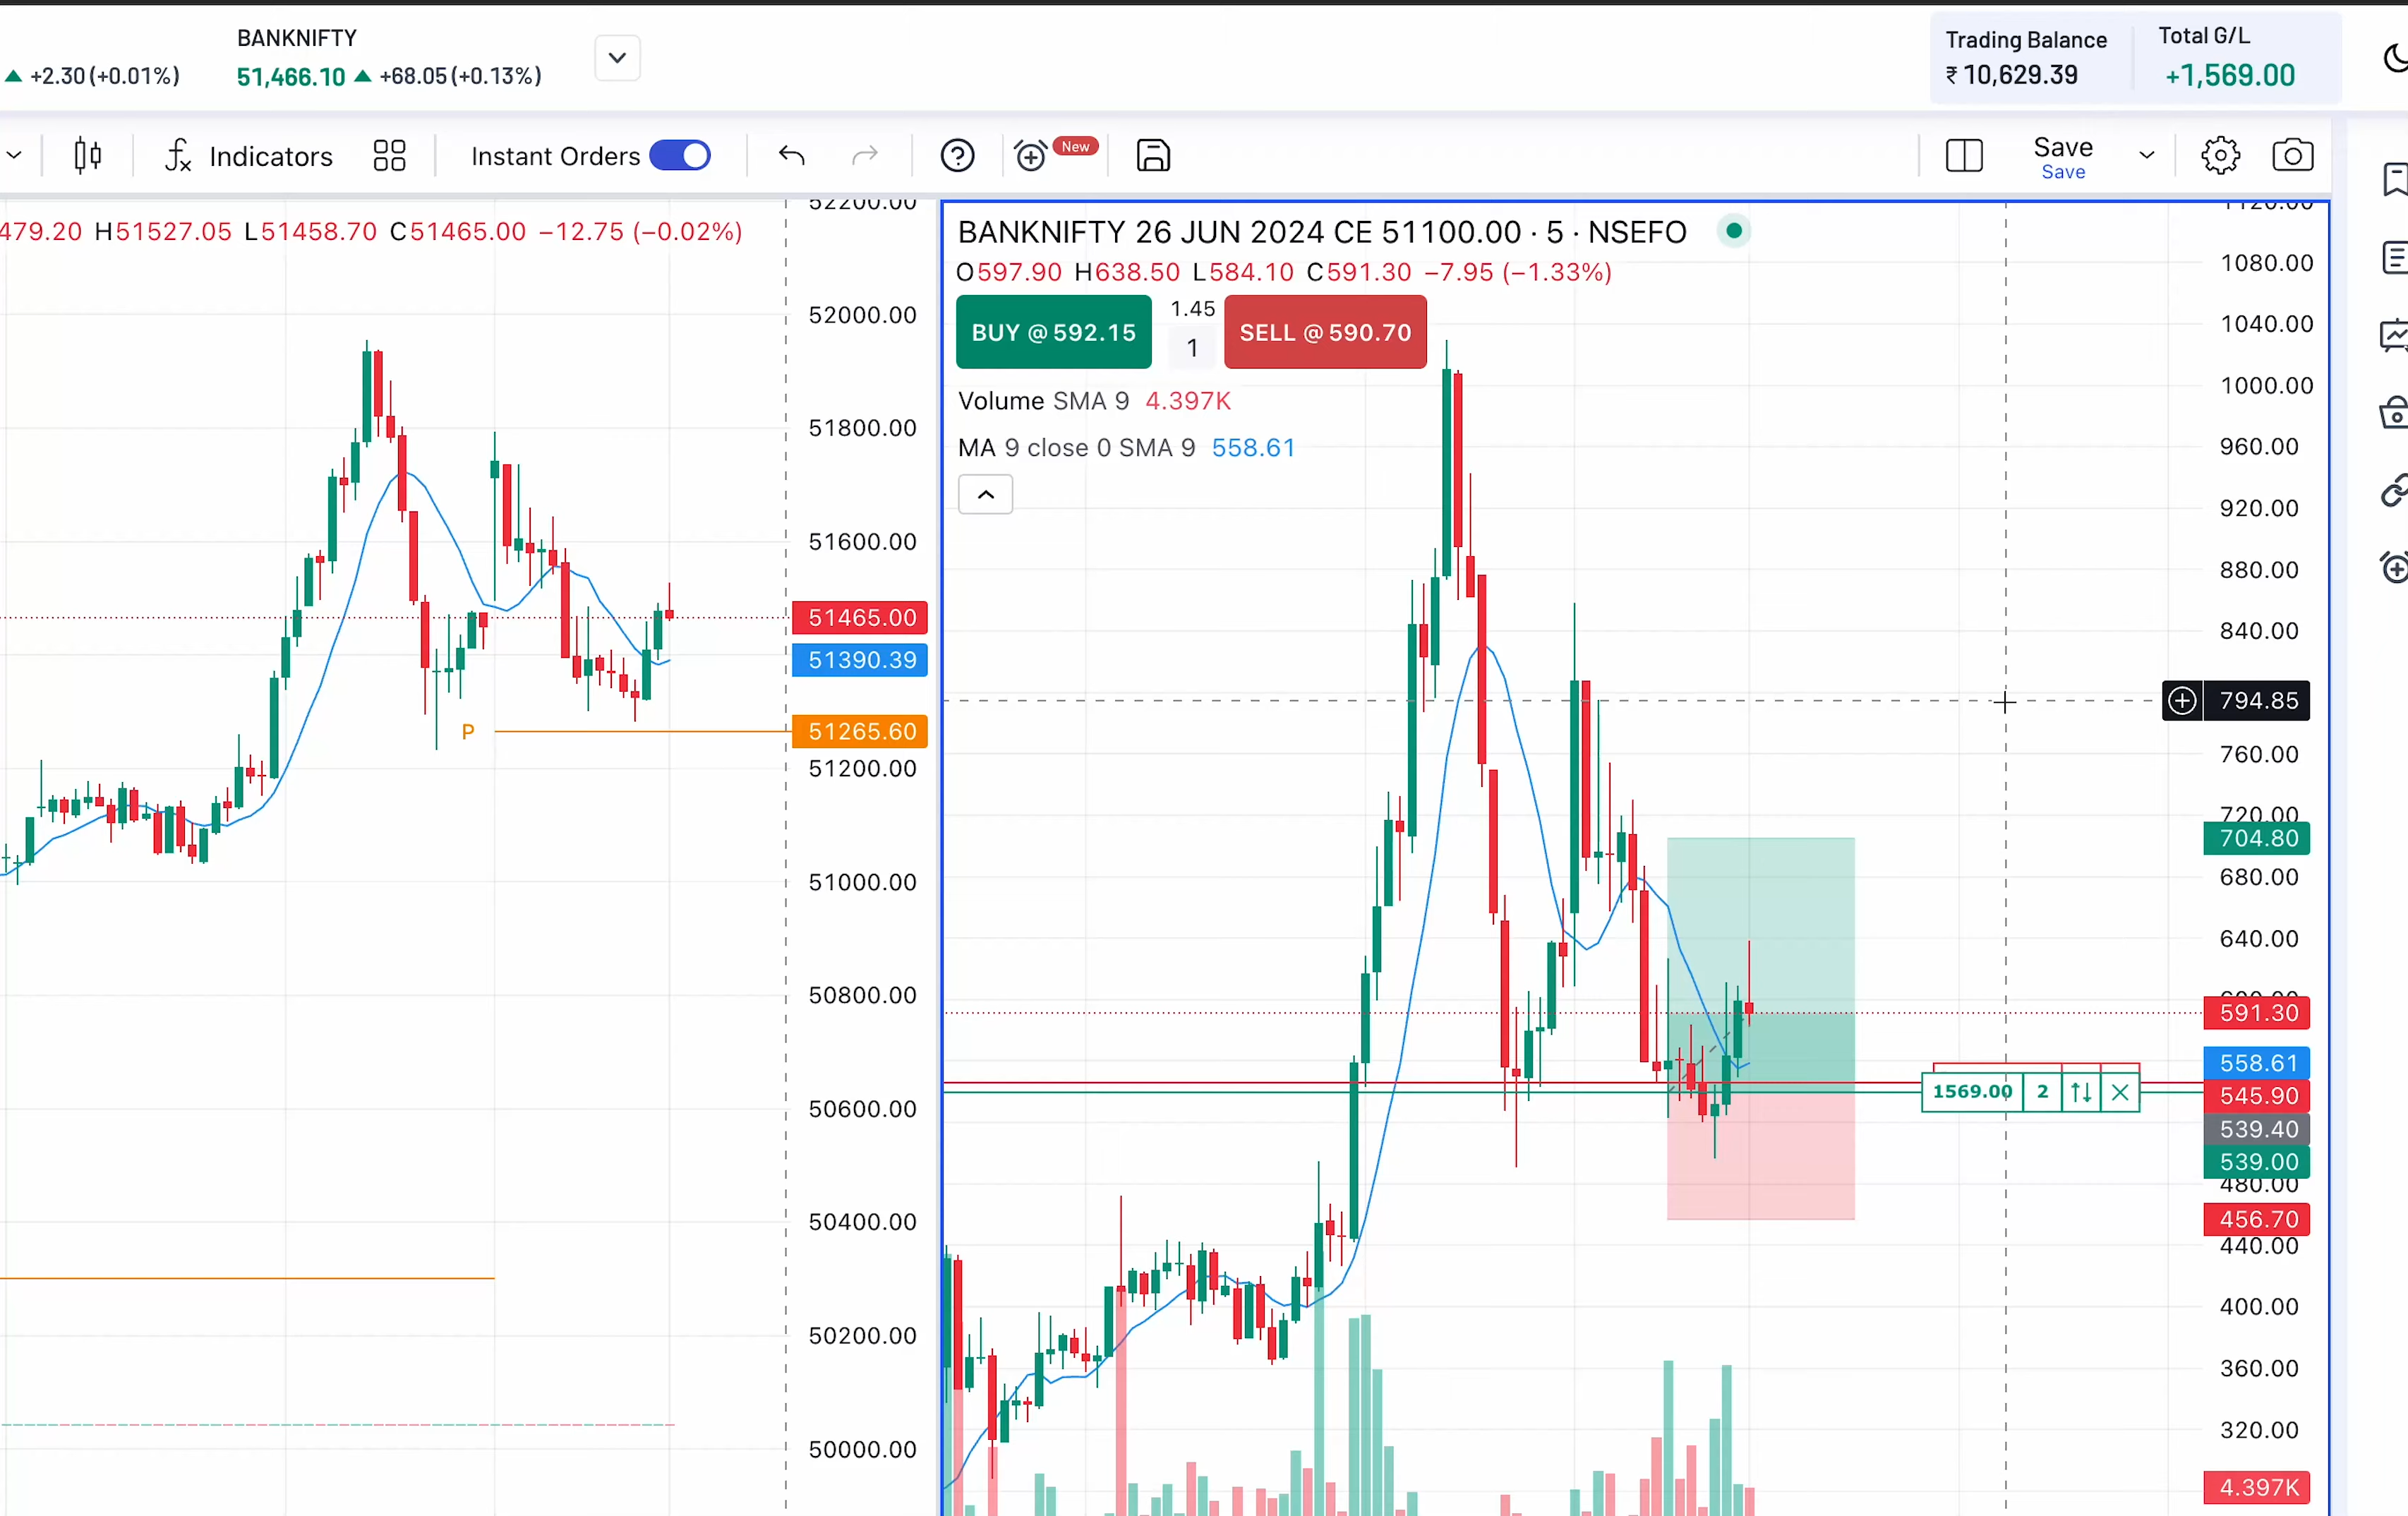 BANKNIFTY
+2.30 (+0.01%)
51,466.10 +68.05 (+0.13%)
Trading Balance
₹ 10,629.39
Total G/L
+1,569.00
Indicators
Instant Orders
New
Save
Save
479.20 H51527.05 L51458.70 C51465.00 −12.75 (−0.02%)
52200.00
52000.00
51800.00
51600.00
51465.00
51390.39
P
51265.60
51200.00
51000.00
50800.00
50600.00
50400.00
50200.00
50000.00
BANKNIFTY 26 JUN 2024 CE 51100.00 · 5 · NSEFO
O597.90 H638.50 L584.10 C591.30 −7.95 (−1.33%)
BUY @ 592.15
1.45
1
SELL @ 590.70
Volume SMA 9 4.397K
MA 9 close 0 SMA 9 558.61
1120.00
1080.00
1040.00
1000.00
960.00
920.00
880.00
840.00
794.85
760.00
720.00
704.80
680.00
640.00
591.30
558.61
1569.00 2
545.90
539.40
539.00
480.00
456.70
440.00
400.00
360.00
320.00
4.397K